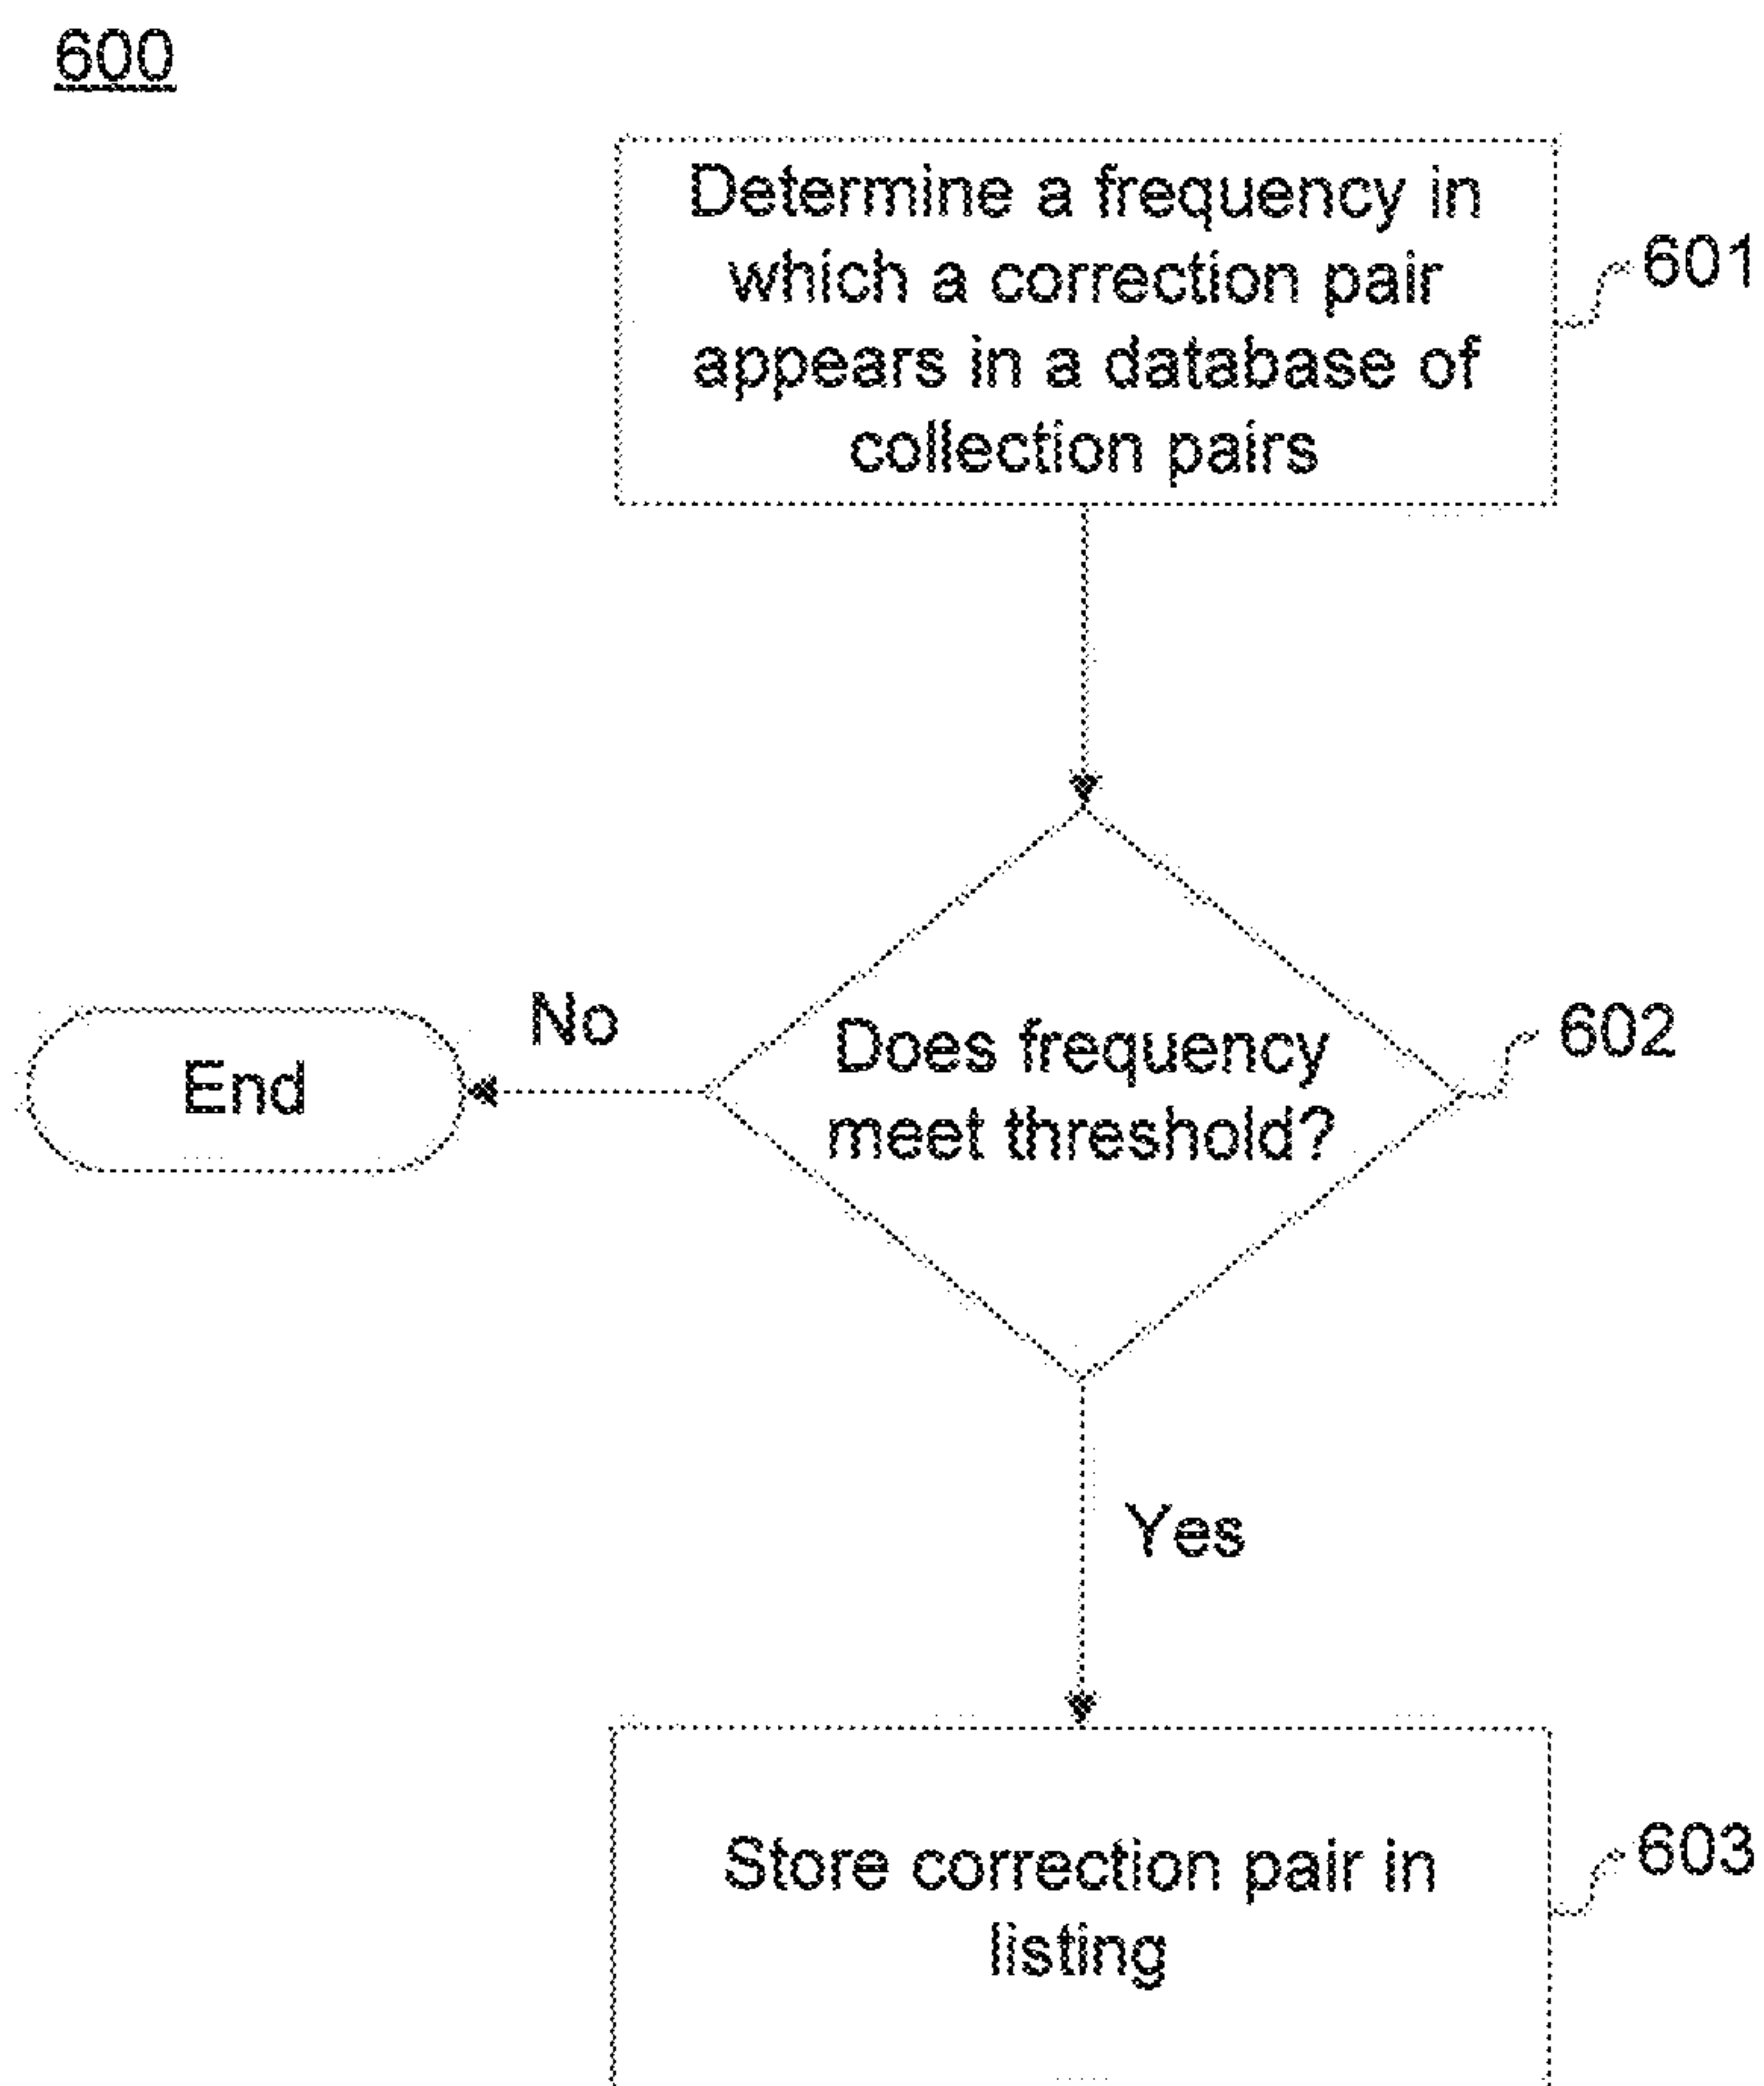 600
Determine a frequency in
which a correction pair
appears in a database of
collection pairs
601
Does frequency
meet threshold?
602
No
End
Yes
Store correction pair in
listing
603